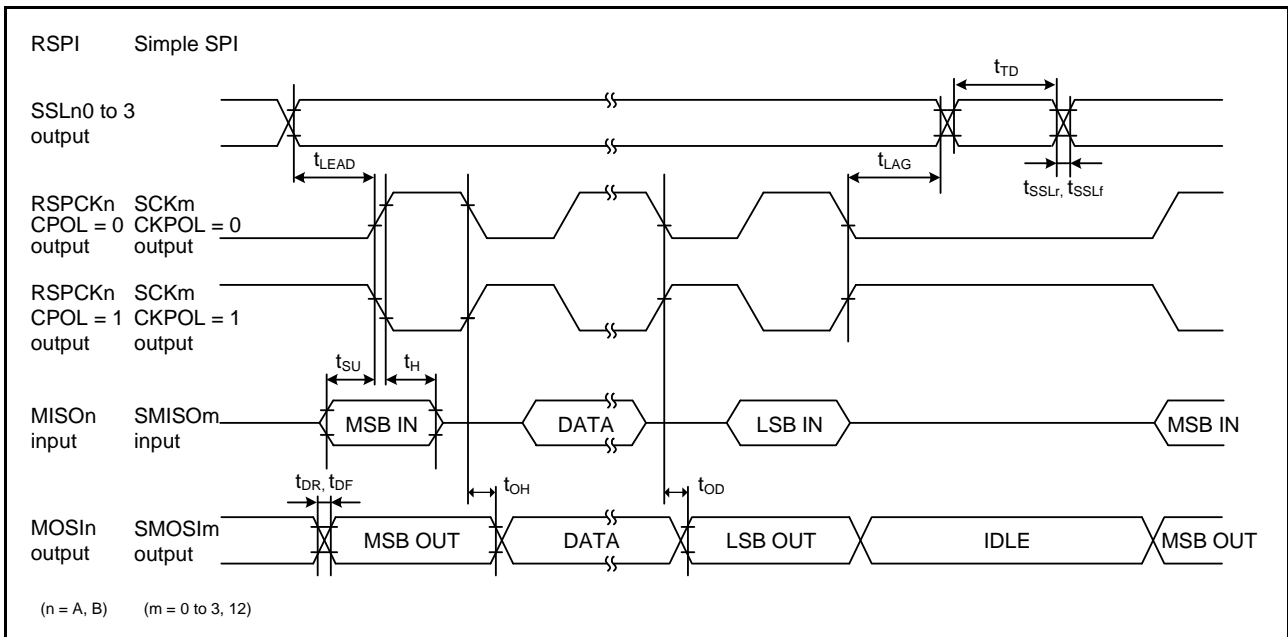 RSPI Simple SPI
tTD
SSLn0 to 3
output
tLEAD
tLAG
tSSLr, tSSLf
RSPCKn SCKm
CPOL = 0 CKPOL = 0
output output
RSPCKn SCKm
CPOL = 1 CKPOL = 1
output output
tSU tH
MISOn SMISOm
input input
MSB IN DATA LSB IN MSB IN
tDR, tDF
tOH tOD
MOSIn SMOSIm
output output
MSB OUT DATA LSB OUT IDLE MSB OUT
(n = A, B) (m = 0 to 3, 12)